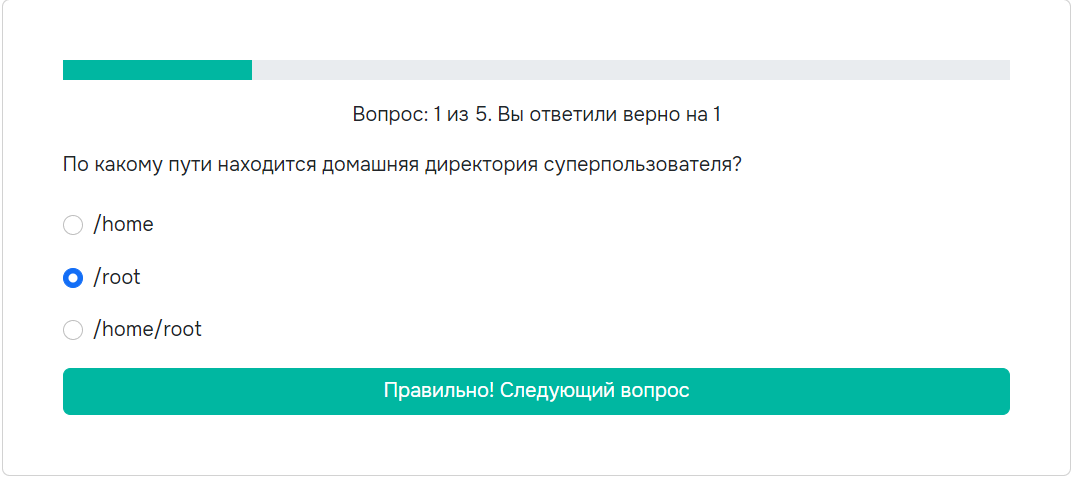 Вопрос: 1 из 5. Вы ответили верно на 1
По какому пути находится домашняя директория суперпользователя?
/home
/root
/home/root
Правильно! Следующий вопрос